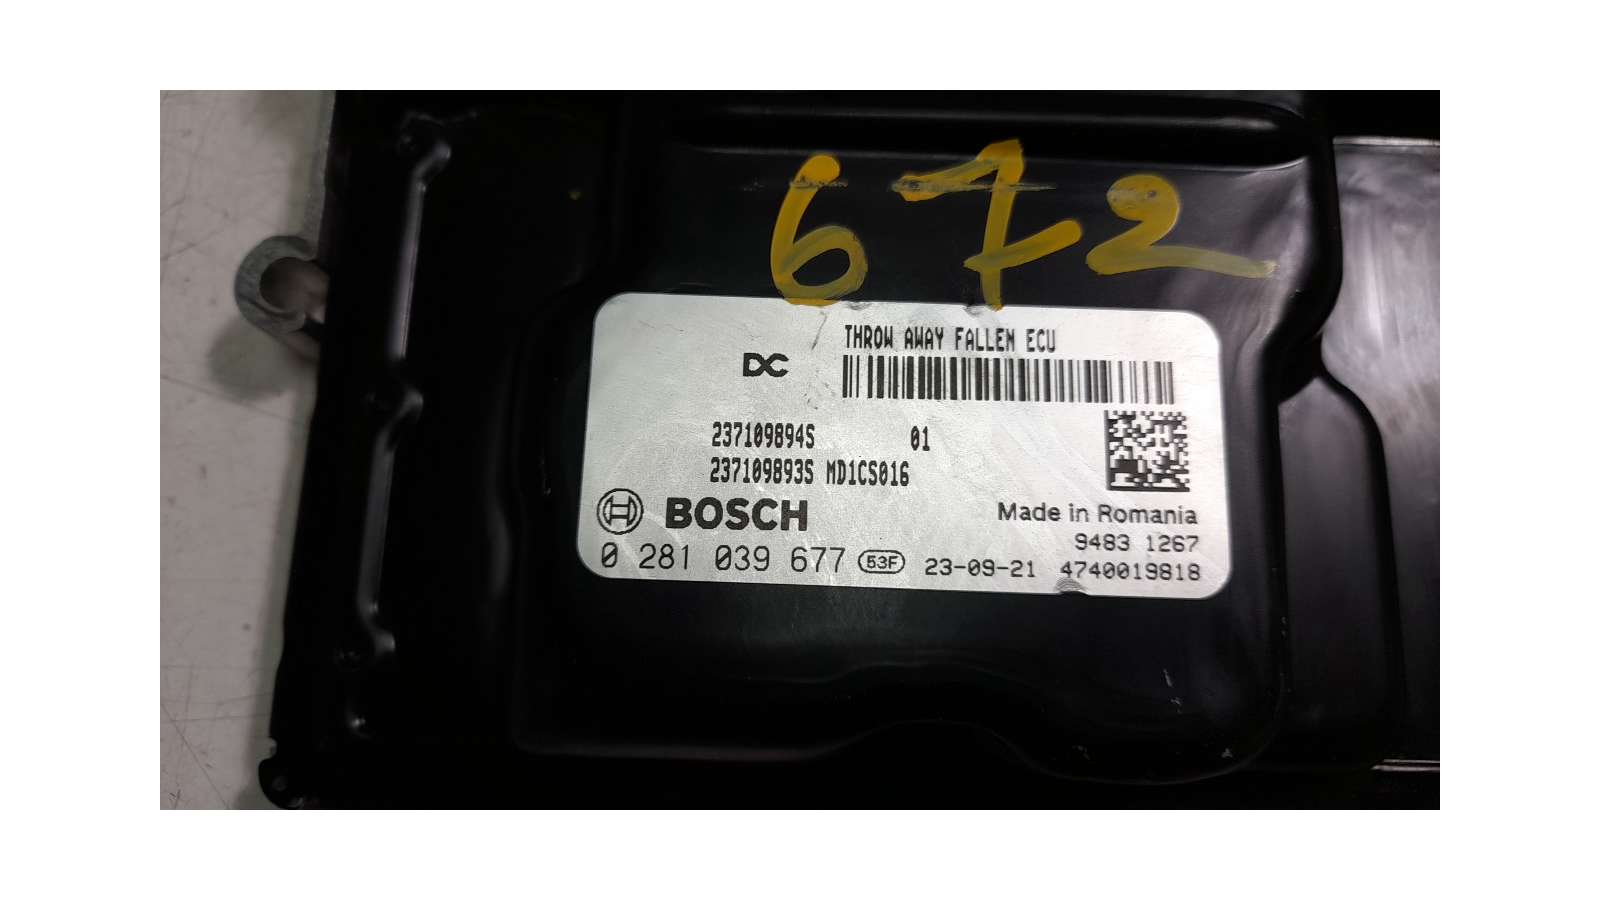 672
THROW AWAY FALLEN ECU
DC
237109894S 01
237109893S MD1CS016
BOSCH
Made in Romania
9483 1267
0 281 039 677 53F 23-09-21 4740019818